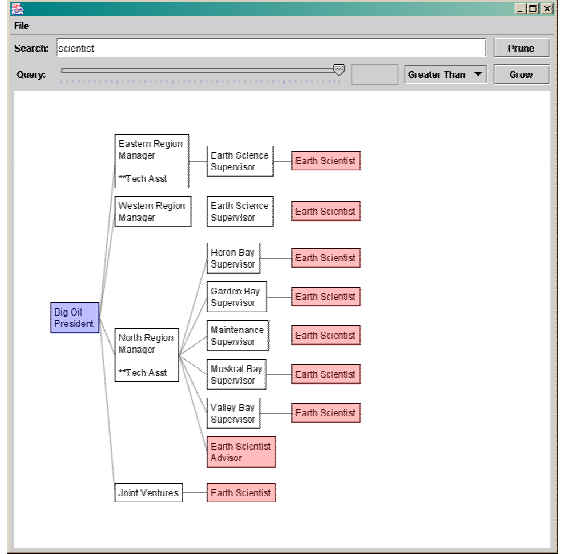 File
Search: scientist Prune
Query: Greater Than Grow
Eastern Region
Manager
**Tech Asst
Earth Science
Supervisor
Earth Scientist
Western Region
Manager
Earth Science
Supervisor
Earth Scientist
Heron Bay
Supervisor
Earth Scientist
Garden Bay
Supervisor
Earth Scientist
Big Oil
President
North Region
Manager
**Tech Asst
Maintenance
Supervisor
Earth Scientist
Muskrat Bay
Supervisor
Earth Scientist
Valley Bay
Supervisor
Earth Scientist
Earth Scientist
Advisor
Joint Ventures
Earth Scientist